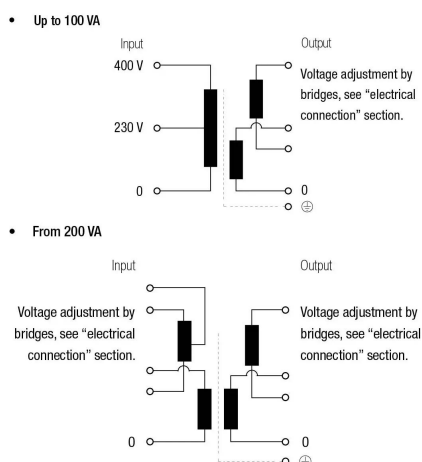 • Up to 100 VA
Input
Output
400 V
Voltage adjustment by
bridges, see “electrical
connection” section.
230 V
0
0
• From 200 VA
Input
Output
Voltage adjustment by
bridges, see “electrical
connection” section.
Voltage adjustment by
bridges, see “electrical
connection” section.
0
0